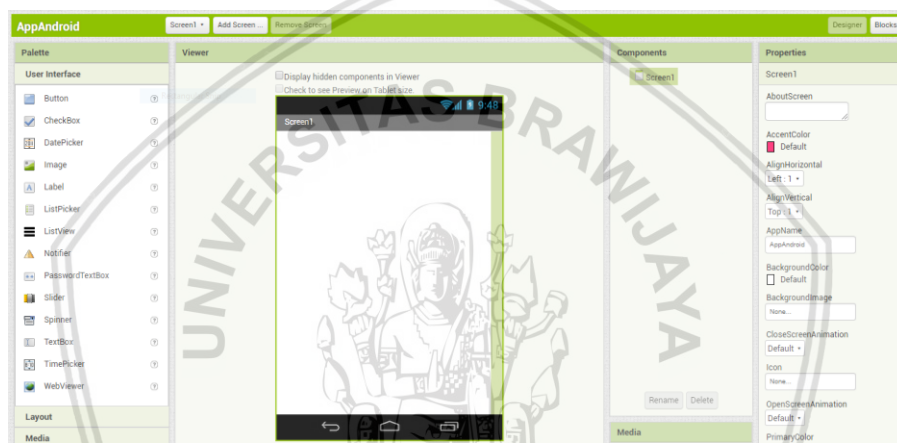 AppAndroid
Screen1
Add Screen ...
Remove Screen
Designer
Blocks
Palette
User Interface
Button
CheckBox
DatePicker
Image
Label
ListPicker
ListView
Notifier
PasswordTextBox
Slider
Spinner
TextBox
TimePicker
WebViewer
Layout
Media
Viewer
Display hidden components in Viewer
Check to see Preview on Tablet size.
9:48
Screen1
UNIVERSITAS BRAWIJAYA
Components
Screen1
Rename Delete
Media
Properties
Screen1
AboutScreen
AccentColor
Default
AlignHorizontal
Left : 1
AlignVertical
Top : 1
AppName
AppAndroid
BackgroundColor
Default
BackgroundImage
None...
CloseScreenAnimation
Default
Icon
None...
OpenScreenAnimation
Default
PrimaryColor